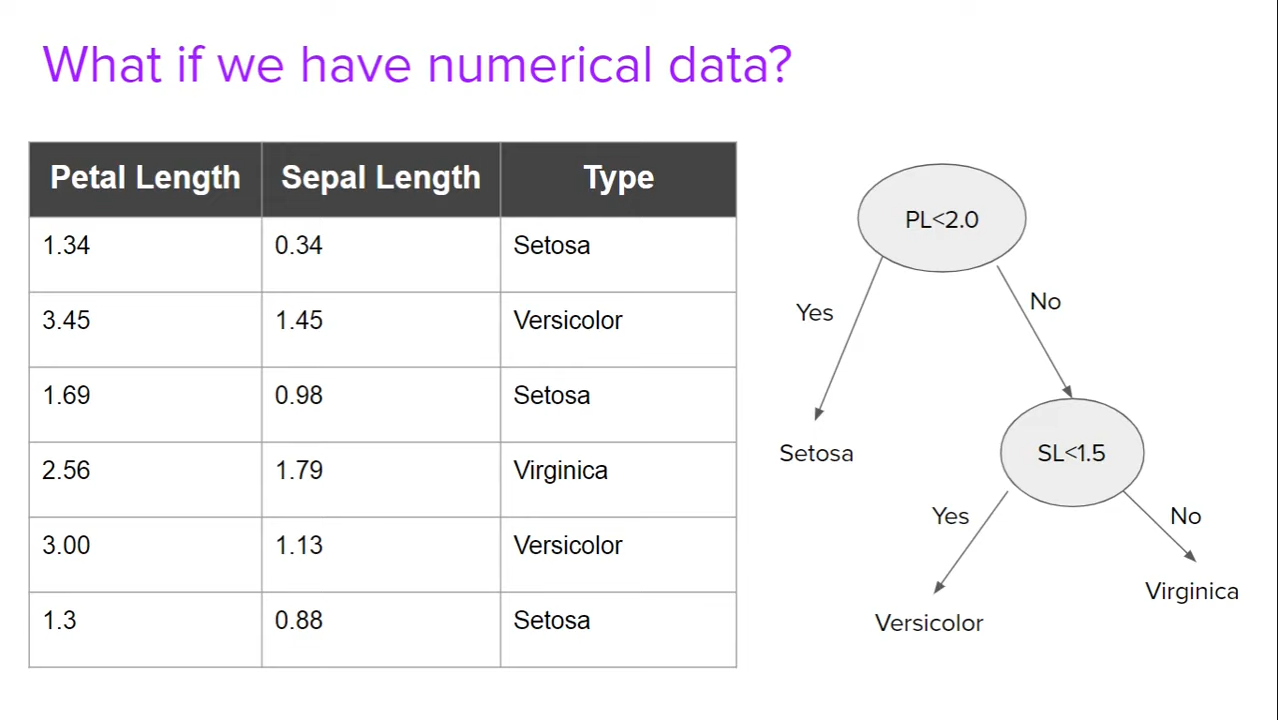 What if we have numerical data?
Petal Length Sepal Length Type
1.34 0.34 Setosa
3.45 1.45 Versicolor
1.69 0.98 Setosa
2.56 1.79 Virginica
3.00 1.13 Versicolor
1.3 0.88 Setosa
PL<2.0
Yes
No
Setosa
SL<1.5
Yes
No
Versicolor
Virginica